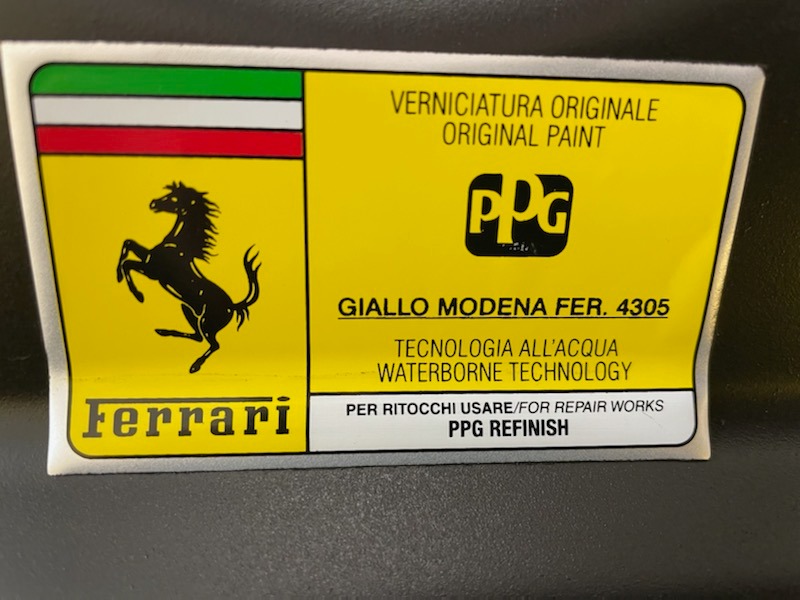 VERNICIATURA ORIGINALE
ORIGINAL PAINT
PPG
GIALLO MODENA FER. 4305
TECNOLOGIA ALL'ACQUA
WATERBORNE TECHNOLOGY
Ferrari
PER RITOCCHI USARE/FOR REPAIR WORKS
PPG REFINISH